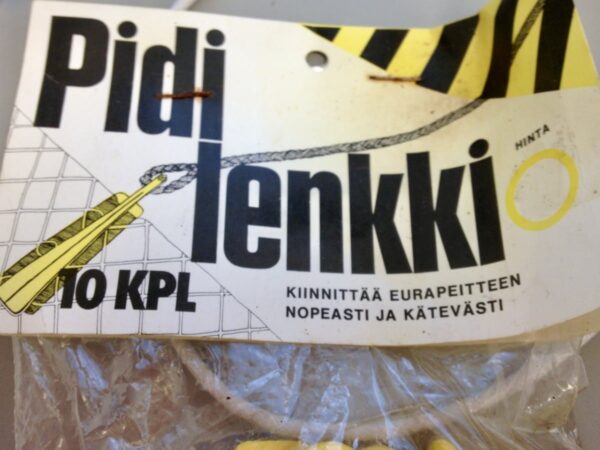 Pidi
lenkki
HINTA
10 KPL
KIINNITTÄÄ EURAPEITTEEN
NOPEASTI JA KÄTEVÄSTI